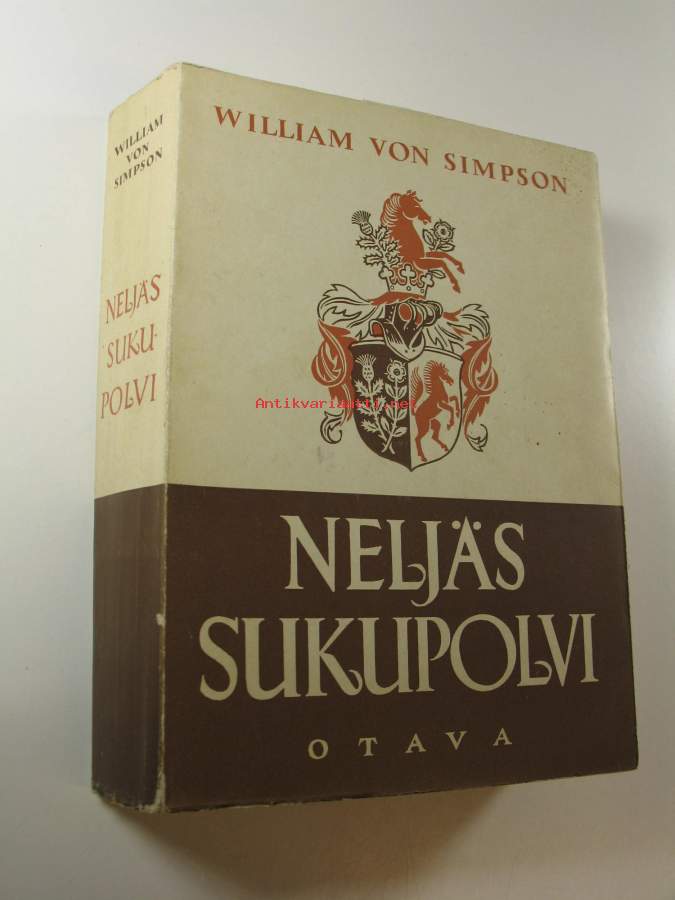 WILLIAM
VON
SIMPSON
NELJÄS
SUKU-
POLVI
WILLIAM VON SIMPSON
Antikvariaatti.net
NELJÄS
SUKUPOLVI
OTAVA